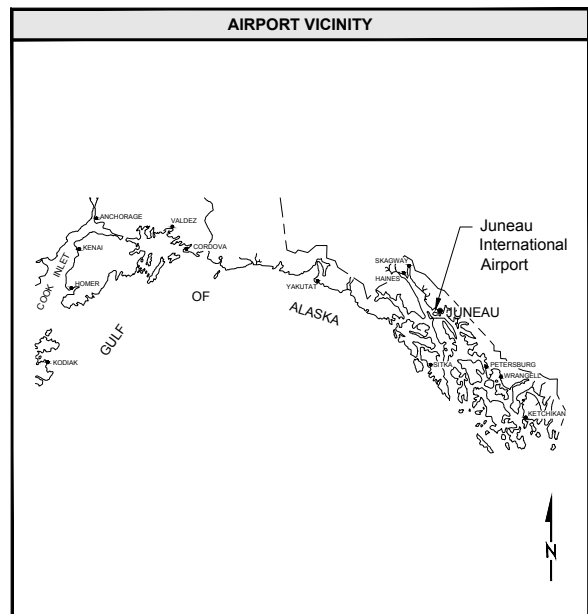 AIRPORT VICINITY
ANCHORAGE
VALDEZ
KENAI
CORDOVA
COOK INLET
HOMER
KODIAK
GULF
OF
ALASKA
YAKUTAT
SKAGWAY
HAINES
Juneau
International
Airport
JUNEAU
SITKA
PETERSBURG
WRANGELL
KETCHIKAN
N